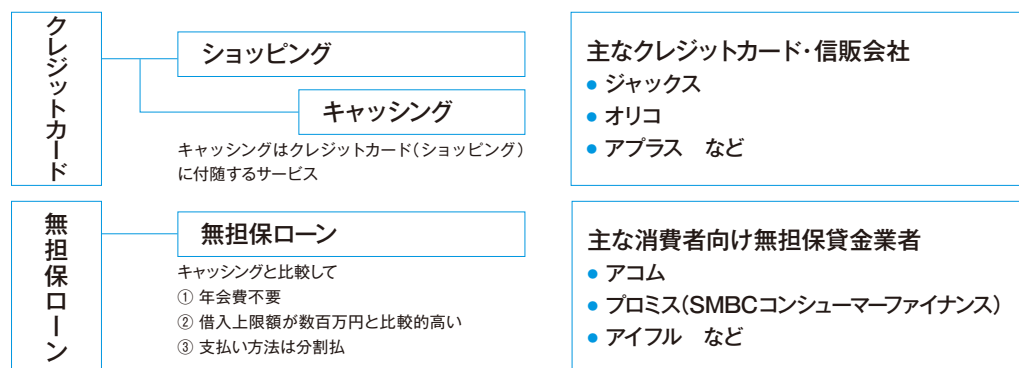 クレジットカード
ショッピング
キャッシング
キャッシングはクレジットカード（ショッピング）
に付随するサービス
主なクレジットカード・信販会社
● ジャックス
● オリコ
● アプラス　など
無担保ローン
無担保ローン
キャッシングと比較して
① 年会費不要
② 借入上限額が数百万円と比較的高い
③ 支払い方法は分割払
主な消費者向け無担保貸金業者
● アコム
● プロミス（SMBCコンシューマーファイナンス）
● アイフル　など